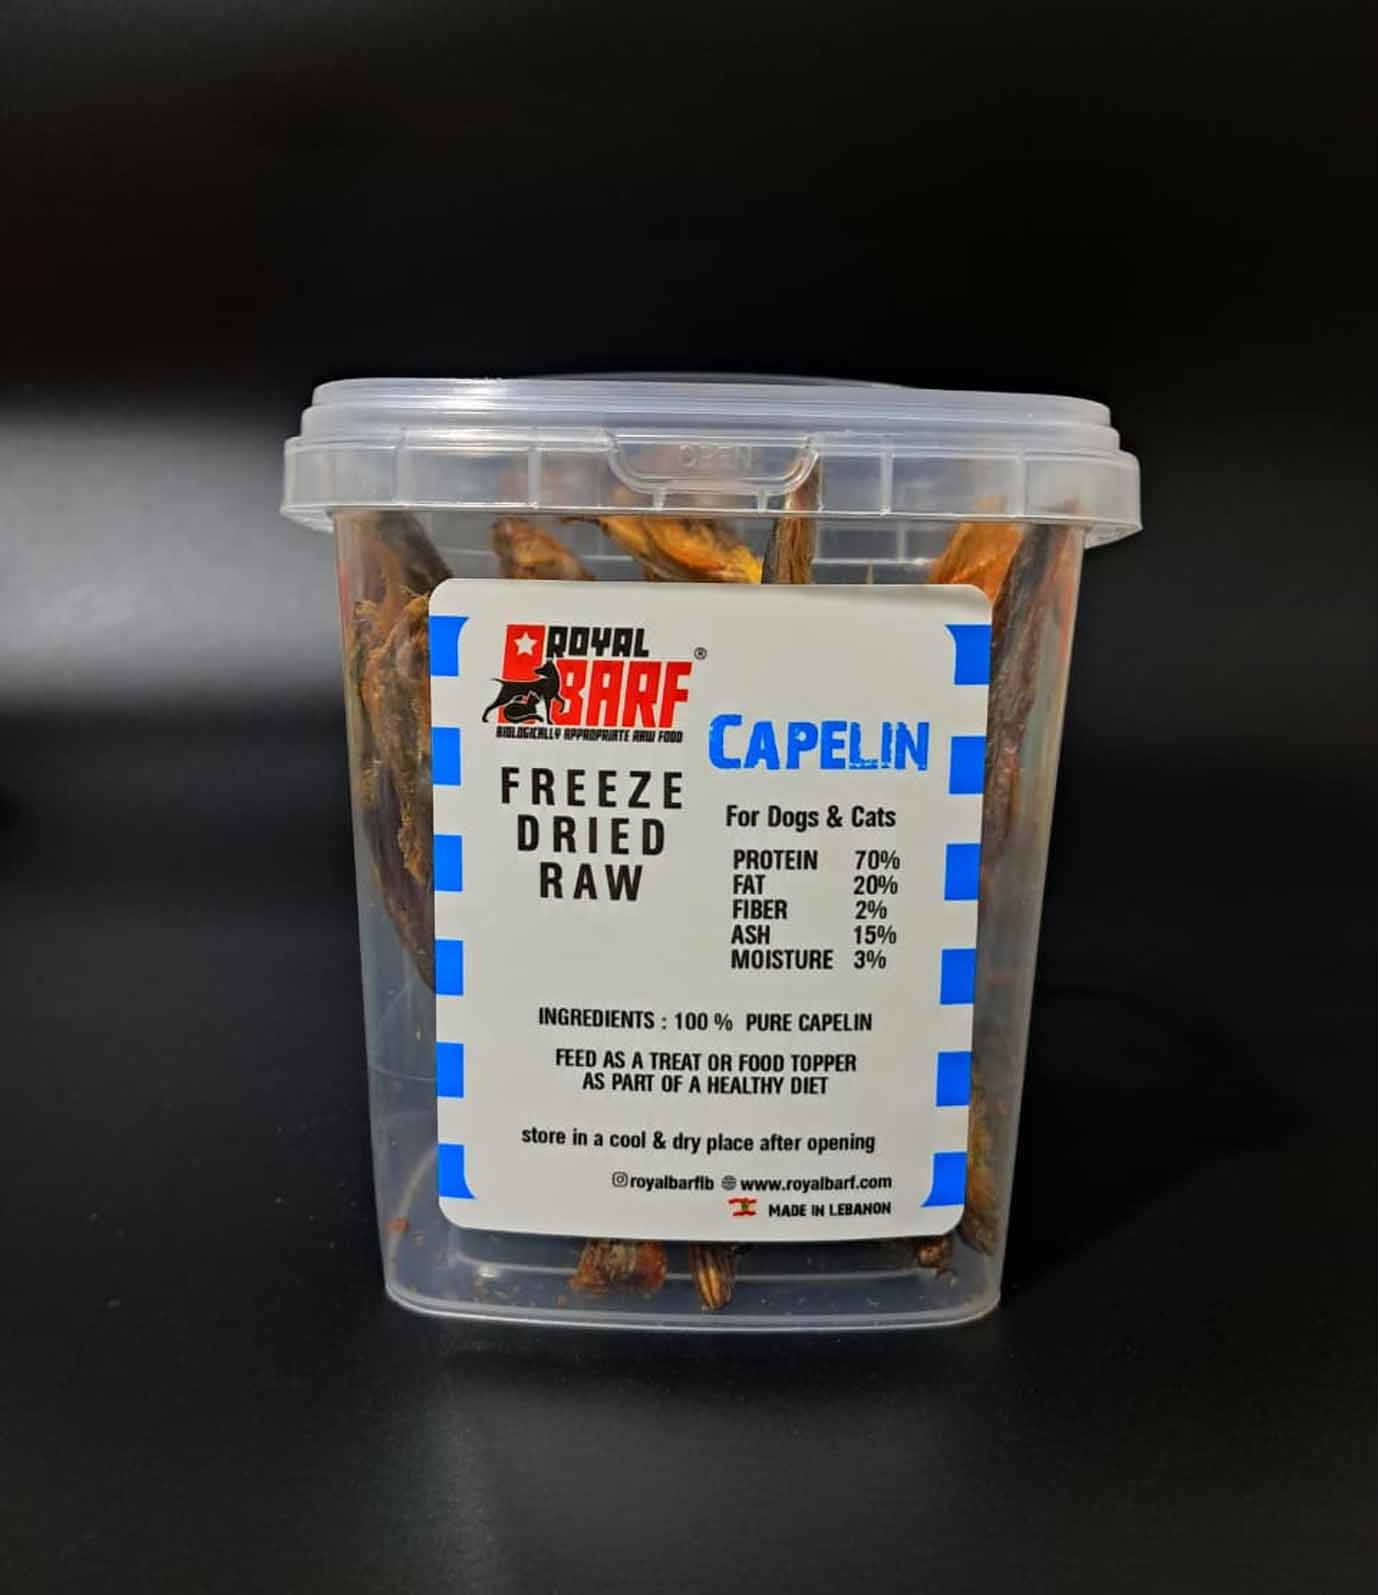 OPEN
ROYAL
BARF ®
BIOLOGICALLY APPROPRIATE RAW FOOD
FREEZE
DRIED
RAW
CAPELIN
For Dogs & Cats
PROTEIN 70%
FAT 20%
FIBER 2%
ASH 15%
MOISTURE 3%
INGREDIENTS : 100 % PURE CAPELIN
FEED AS A TREAT OR FOOD TOPPER
AS PART OF A HEALTHY DIET
store in a cool & dry place after opening
royalbarflb www.royalbarf.com
MADE IN LEBANON